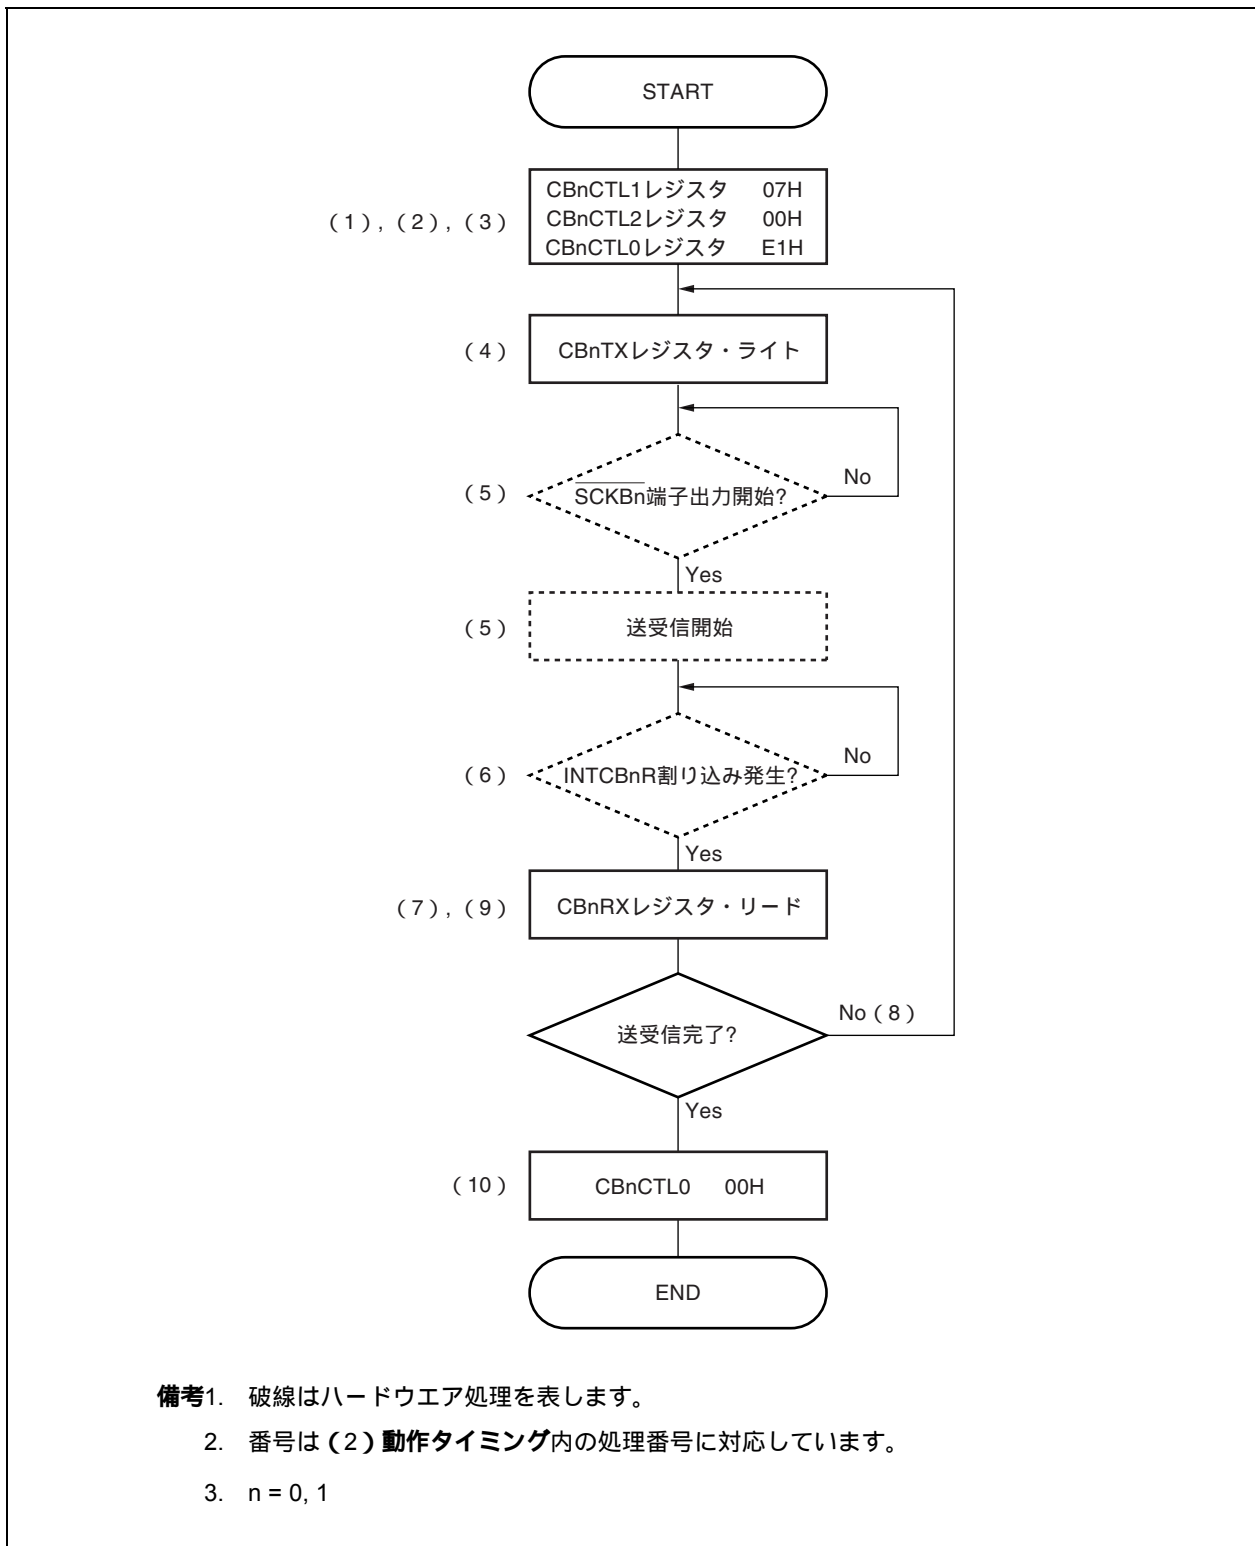 START
(1),(2),(3)
CBnCTL1レジスタ 07H
CBnCTL2レジスタ 00H
CBnCTL0レジスタ E1H
(4)
CBnTXレジスタ・ライト
(5)
SCKBn端子出力開始?
No
Yes
(5)
送受信開始
(6)
INTCBnR割り込み発生?
No
Yes
(7),(9)
CBnRXレジスタ・リード
送受信完了?
No(8)
Yes
(10)
CBnCTL0 00H
END
備考1. 破線はハードウエア処理を表します。
2. 番号は(2)動作タイミング内の処理番号に対応しています。
3. n = 0, 1